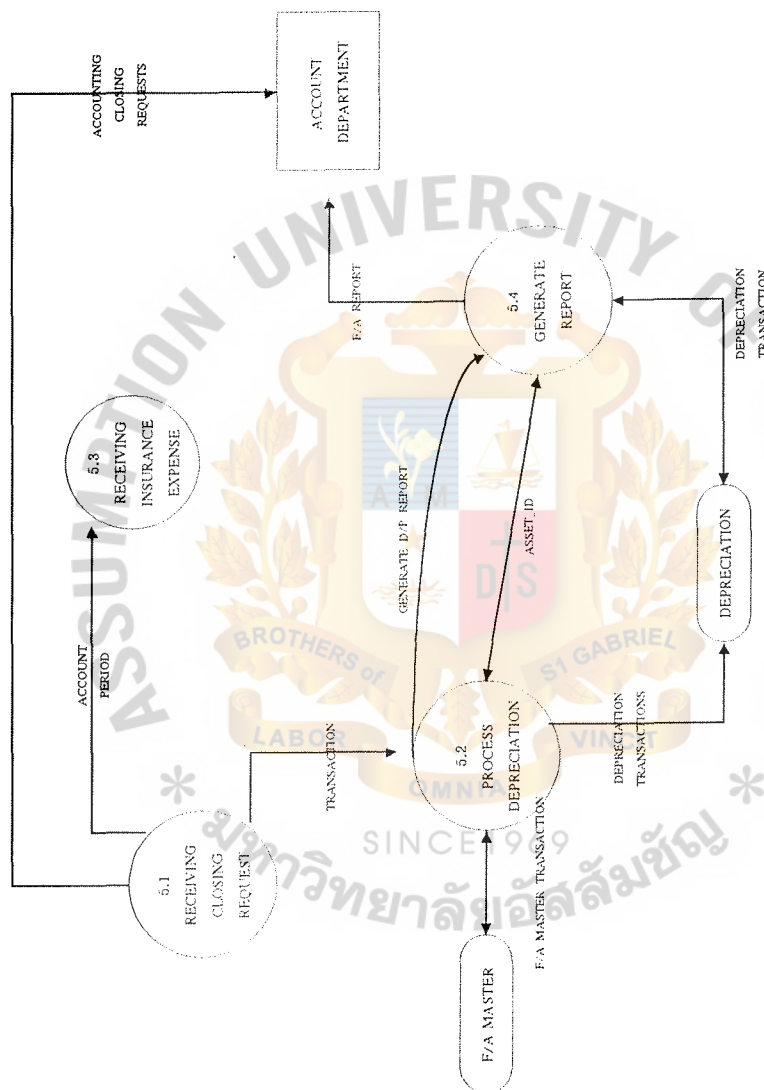 5.1
RECEIVING
CLOSING
REQUEST
ACCOUNT
PERIOD
5.3
RECEIVING
INSURANCE
EXPENSE
ACCOUNTING
CLOSING
REQUESTS
ACCOUNT
DEPARTMENT
TRANSACTION
F/A MASTER
F/A MASTER TRANSACTION
5.2
PROCESS
DEPRECIATION
GENERATE D/P REPORT
ASSET_ID
F/A REPORT
5.4
GENERATE
REPORT
DEPRECIATION
TRANSACTIONS
DEPRECIATION
DEPRECIATION
TRANSACTION
ASSUMPTION UNIVERSITY OF
BROTHERS of
S1 GABRIEL
LABOR
OMNIA
VINCIT
D S
SINCE 1969
* มหาวิทยาลัยอัสสัมชัญ *